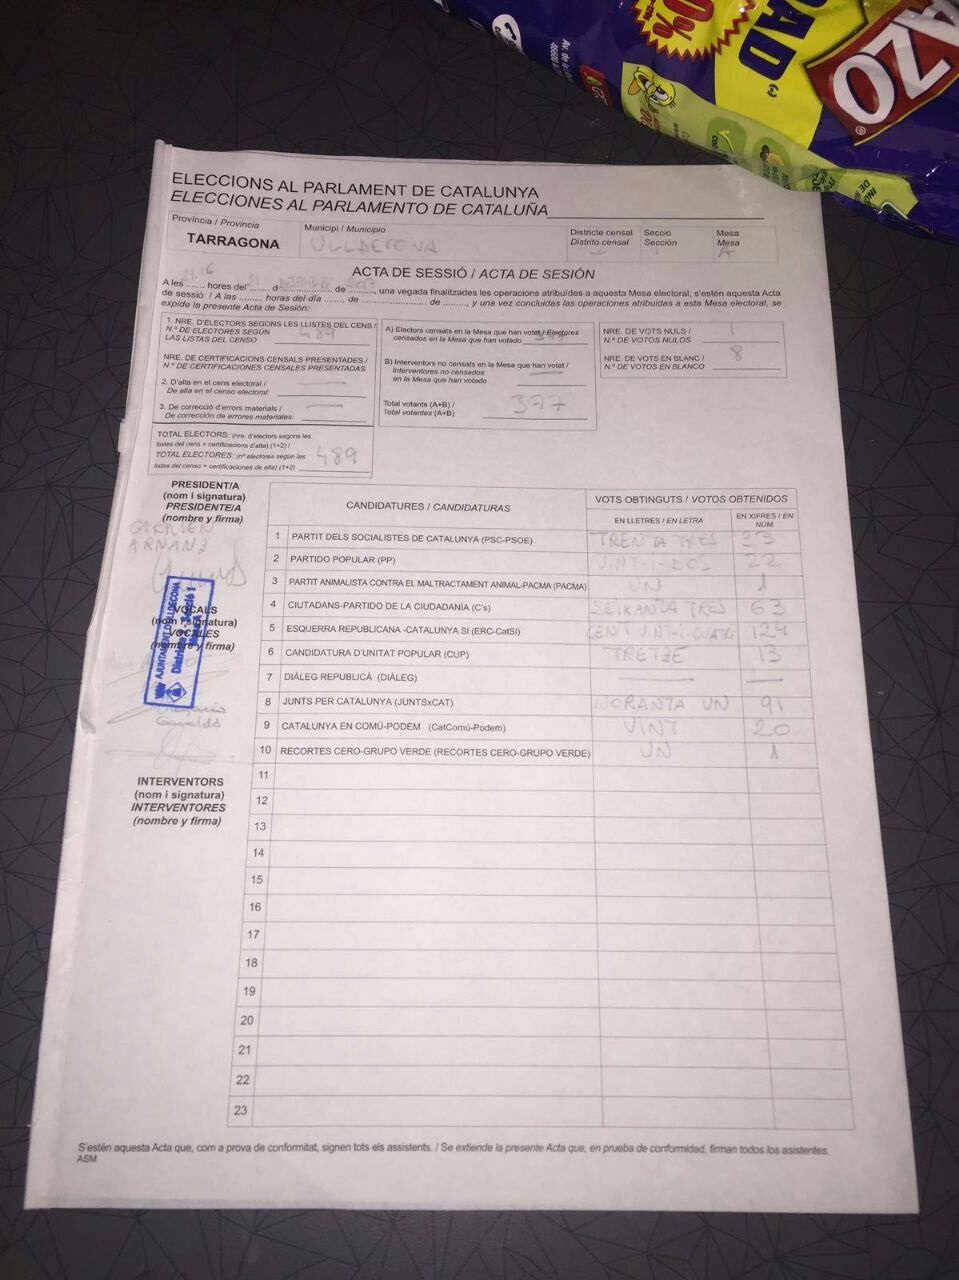 AZO
®
DAD
0%
Av. de
46600 A
ELECCIONS AL PARLAMENT DE CATALUNYA
ELECCIONES AL PARLAMENTO DE CATALUÑA
Província / Provincia
TARRAGONA
Municipi / Municipio
ULLDECONA
Districte censal
Distrito censal
Secció
Sección
1
Mesa
Mesa
A
ACTA DE SESSIÓ / ACTA DE SESIÓN
A les 21,16 hores del 21 d de 2017, una vegada finalitzades les operacions atribuïdes a aquesta Mesa electoral, s'estén aquesta Acta
de sessió: / A las ......... horas del día ....... de ......................... de ........, y una vez concluidas las operaciones atribuidas a esta Mesa electoral, se
expide la presente Acta de Sesión:
1. NRE. D'ELECTORS SEGONS LES LLISTES DEL CENS /
N.º DE ELECTORES SEGÚN
LAS LISTAS DEL CENSO 489
NRE. DE CERTIFICACIONS CENSALS PRESENTADES /
N.º DE CERTIFICACIONES CENSALES PRESENTADAS
2. D'alta en el cens electoral /
De alta en el censo electoral:
3. De correcció d'errors materials /
De corrección de errores materiales:
TOTAL ELECTORS: (nre. d'electors segons les
llistes del cens + certificacions d'alta) (1+2) /
TOTAL ELECTORES: (nº electores según las
listas del censo + certificaciones de alta) (1+2) 489
A) Electors censats en la Mesa que han votat / Electores
censados en la Mesa que han votado 377
B) Interventors no censats en la Mesa que han votat /
Interventores no censados
en la Mesa que han votado
Total votants (A+B) /
Total votantes (A+B) 377
NRE. DE VOTS NULS /
N.º DE VOTOS NULOS 1
NRE. DE VOTS EN BLANC /
N.º DE VOTOS EN BLANCO 8
PRESIDENT/A
(nom i signatura)
PRESIDENTE/A
(nombre y firma)
CARMEN
ARNANZ
VOCALS
(nom i signatura)
VOCALES
(nombre y firma)
AJUNTAMENT D'ULLDECONA
INTERVENTORS
(nom i signatura)
INTERVENTORES
(nombre y firma)
CANDIDATURES / CANDIDATURAS
VOTS OBTINGUTS / VOTOS OBTENIDOS
EN LLETRES / EN LETRA
EN XIFRES / EN NÚM.
1 PARTIT DELS SOCIALISTES DE CATALUNYA (PSC-PSOE) TRENTA TRES 33
2 PARTIDO POPULAR (PP) VINT-I-DOS 22
3 PARTIT ANIMALISTA CONTRA EL MALTRACTAMENT ANIMAL-PACMA (PACMA) UN 1
4 CIUTADANS-PARTIDO DE LA CIUDADANÍA (C's) SEIXANTA TRES 63
5 ESQUERRA REPUBLICANA -CATALUNYA SI (ERC-CatSí) CENT VINT-I-QUATRE 124
6 CANDIDATURA D'UNITAT POPULAR (CUP) TRETZE 13
7 DIÀLEG REPUBLICÀ (DIÀLEG)
8 JUNTS PER CATALUNYA (JUNTSxCAT) NORANTA UN 91
9 CATALUNYA EN COMÚ-PODEM (CatComú-Podem) VINT 20
10 RECORTES CERO-GRUPO VERDE (RECORTES CERO-GRUPO VERDE) UN 1
11
12
13
14
15
16
17
18
19
20
21
22
23
S'estén aquesta Acta que, com a prova de conformitat, signen tots els assistents. / Se extiende la presente Acta que, en prueba de conformidad, firman todos los asistentes.
ASM